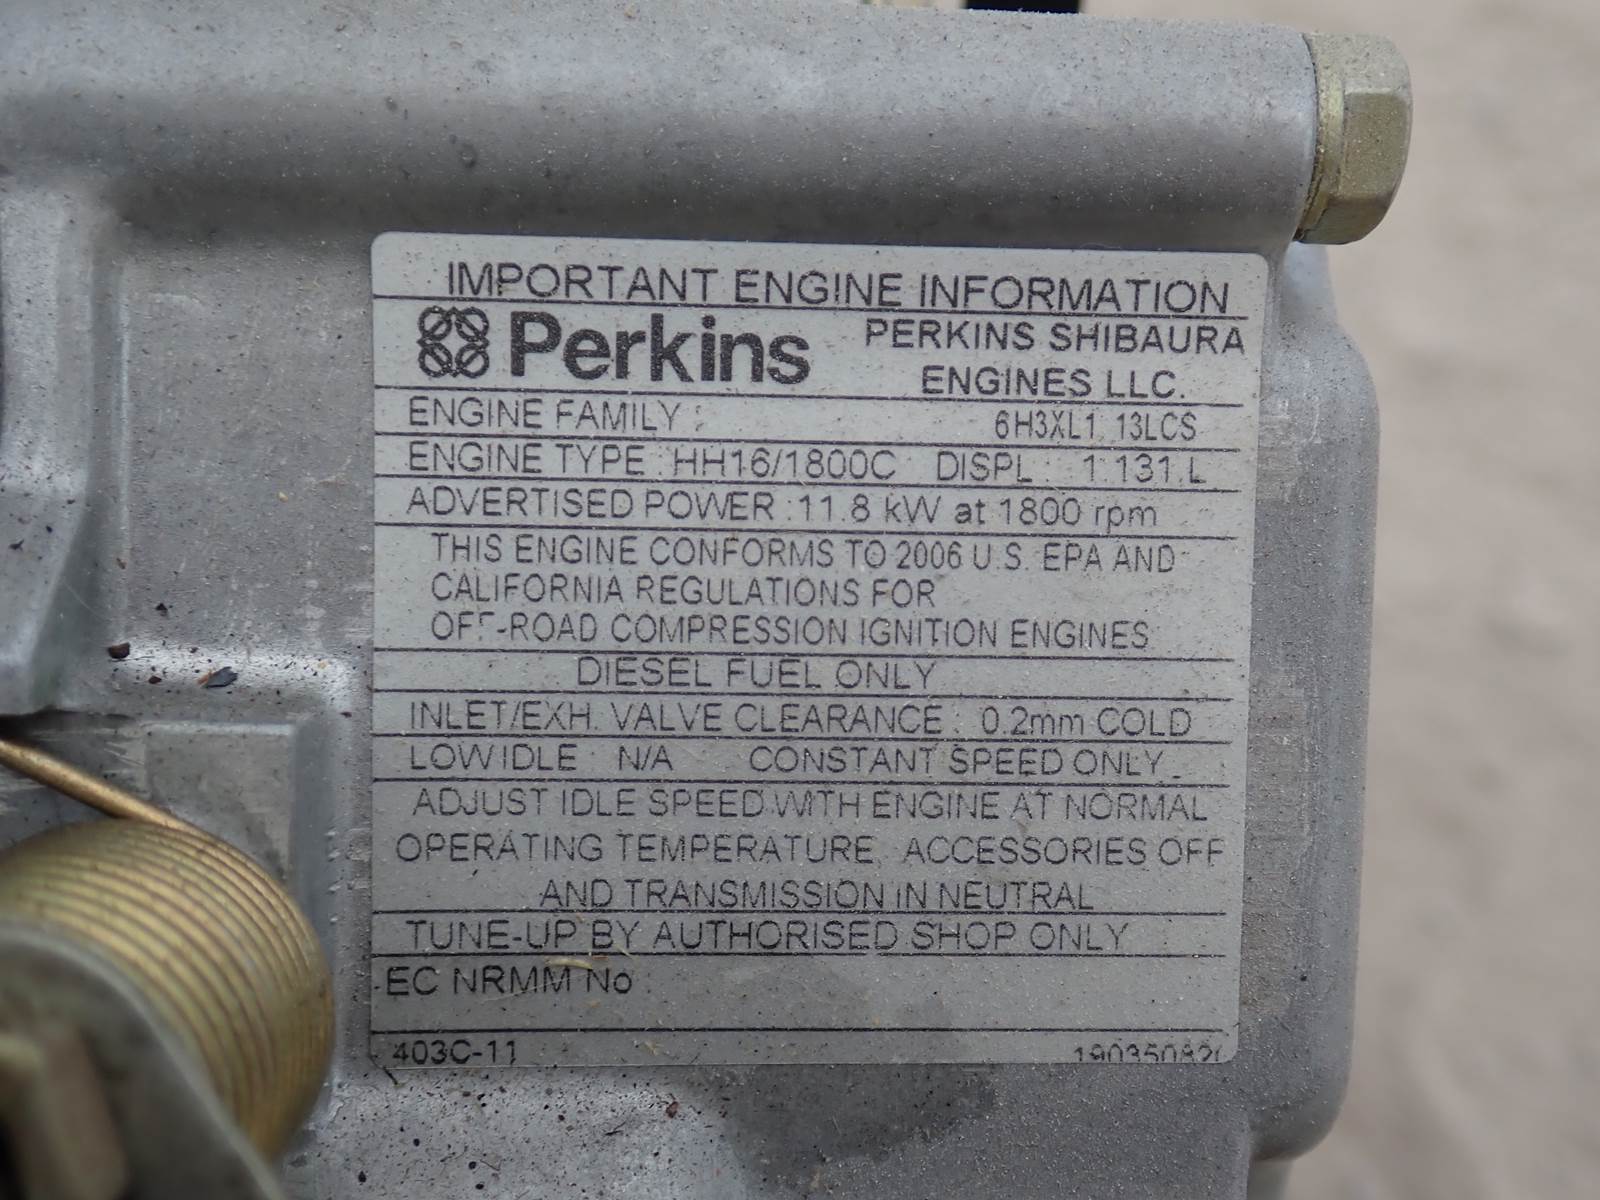 IMPORTANT ENGINE INFORMATION
Perkins PERKINS SHIBAURA
ENGINES LLC.
ENGINE FAMILY : 6H3XL1.13LCS
ENGINE TYPE : HH16/1800C DISPL : 1.131 L
ADVERTISED POWER : 11.8 kW at 1800 rpm
THIS ENGINE CONFORMS TO 2006 U.S. EPA AND
CALIFORNIA REGULATIONS FOR
OFF-ROAD COMPRESSION IGNITION ENGINES
DIESEL FUEL ONLY
INLET/EXH. VALVE CLEARANCE : 0.2mm COLD
LOW IDLE : N/A CONSTANT SPEED ONLY
ADJUST IDLE SPEED WITH ENGINE AT NORMAL
OPERATING TEMPERATURE, ACCESSORIES OFF
AND TRANSMISSION IN NEUTRAL
TUNE-UP BY AUTHORISED SHOP ONLY
EC NRMM No :
403C-11